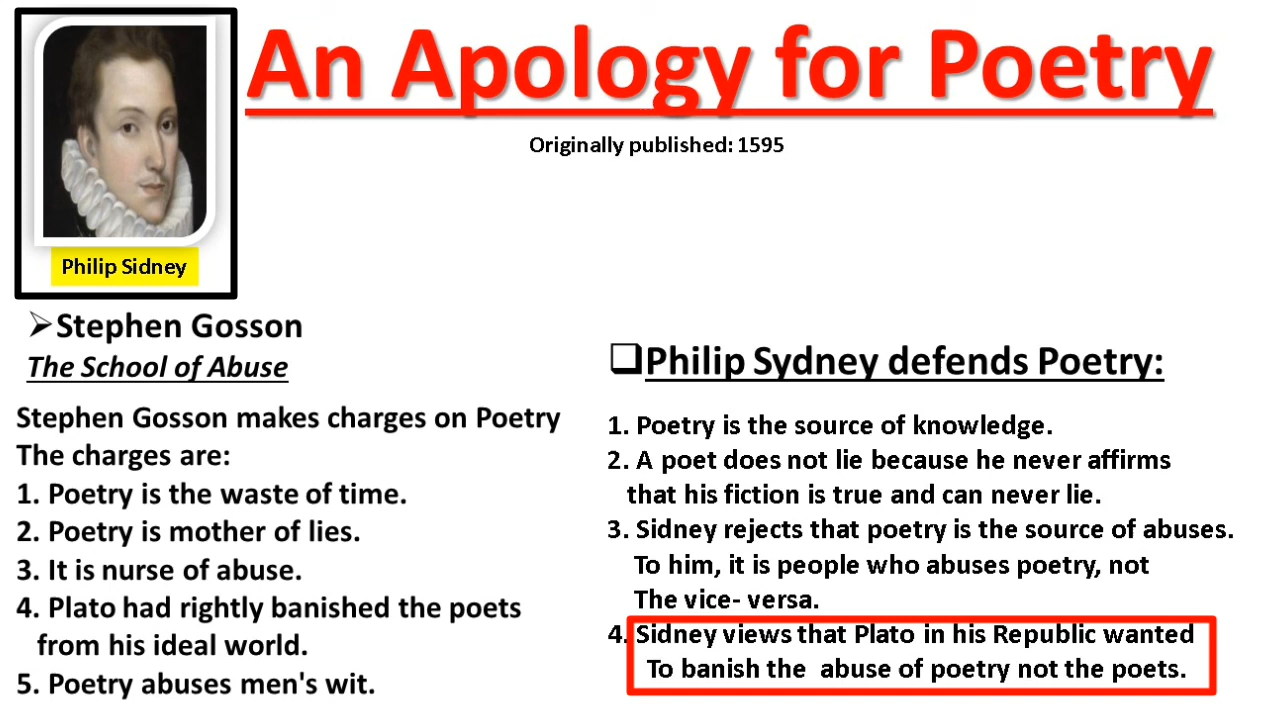 An Apology for Poetry
Originally published: 1595
Philip Sidney
➢Stephen Gosson
The School of Abuse
Stephen Gosson makes charges on Poetry
The charges are:
1. Poetry is the waste of time.
2. Poetry is mother of lies.
3. It is nurse of abuse.
4. Plato had rightly banished the poets
from his ideal world.
5. Poetry abuses men's wit.
❑Philip Sydney defends Poetry:
1. Poetry is the source of knowledge.
2. A poet does not lie because he never affirms
that his fiction is true and can never lie.
3. Sidney rejects that poetry is the source of abuses.
To him, it is people who abuses poetry, not
The vice- versa.
4. Sidney views that Plato in his Republic wanted
To banish the abuse of poetry not the poets.